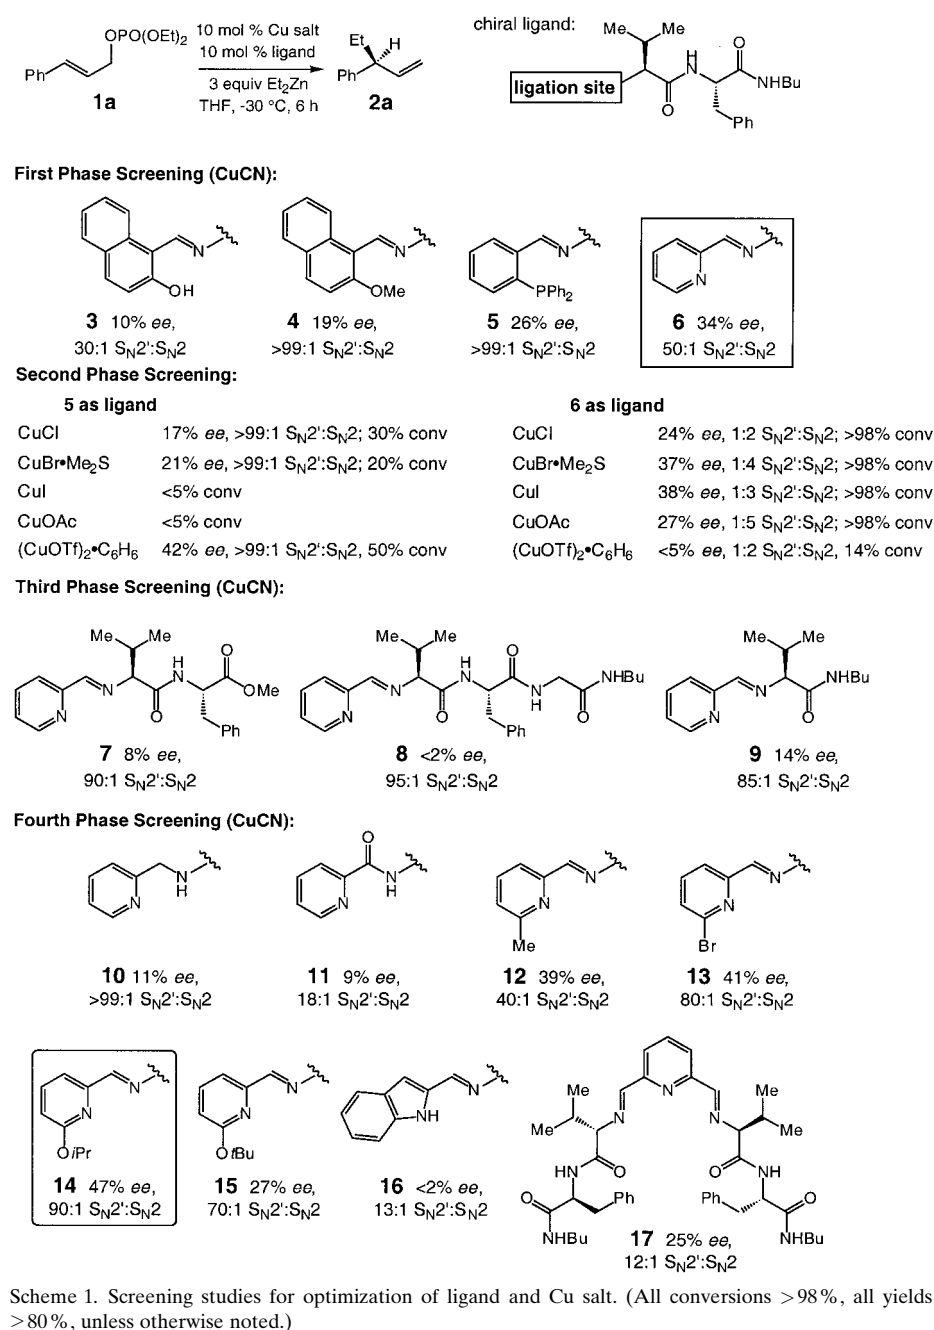 OPO(OEt)2
Ph
1a
10 mol % Cu salt
10 mol % ligand
3 equiv Et2Zn
THF, -30 °C, 6 h
Et
H
Ph
2a
chiral ligand:
Me Me
ligation site
O
H
N
O
NHBu
Ph
First Phase Screening (CuCN):
N
OH
3 10% ee,
30:1 SN2':SN2
N
OMe
4 19% ee,
>99:1 SN2':SN2
N
PPh2
5 26% ee,
>99:1 SN2':SN2
N
N
6 34% ee,
50:1 SN2':SN2
Second Phase Screening:
5 as ligand
CuCl 17% ee, >99:1 SN2':SN2; 30% conv
CuBr•Me2S 21% ee, >99:1 SN2':SN2; 20% conv
CuI <5% conv
CuOAc <5% conv
(CuOTf)2•C6H6 42% ee, >99:1 SN2':SN2, 50% conv
6 as ligand
CuCl 24% ee, 1:2 SN2':SN2; >98% conv
CuBr•Me2S 37% ee, 1:4 SN2':SN2; >98% conv
CuI 38% ee, 1:3 SN2':SN2; >98% conv
CuOAc 27% ee, 1:5 SN2':SN2; >98% conv
(CuOTf)2•C6H6 <5% ee, 1:2 SN2':SN2, 14% conv
Third Phase Screening (CuCN):
Me Me
N
N
O
H
N
O
OMe
Ph
7 8% ee,
90:1 SN2':SN2
Me Me
N
N
O
H
N
O
N
H
O
NHBu
Ph
8 <2% ee,
95:1 SN2':SN2
Me Me
N
N
NHBu
O
9 14% ee,
85:1 SN2':SN2
Fourth Phase Screening (CuCN):
N
N
H
10 11% ee,
>99:1 SN2':SN2
O
N
N
H
11 9% ee,
18:1 SN2':SN2
N
N
Me
12 39% ee,
40:1 SN2':SN2
N
N
Br
13 41% ee,
80:1 SN2':SN2
N
N
OiPr
14 47% ee,
90:1 SN2':SN2
N
N
OtBu
15 27% ee,
70:1 SN2':SN2
N
NH
16 <2% ee,
13:1 SN2':SN2
N
Me
Me
N
N
Me
Me
HN
O
O
NH
O
Ph
Ph
O
NHBu
NHBu
17 25% ee,
12:1 SN2':SN2
Scheme 1. Screening studies for optimization of ligand and Cu salt. (All conversions >98%, all yields
>80%, unless otherwise noted.)